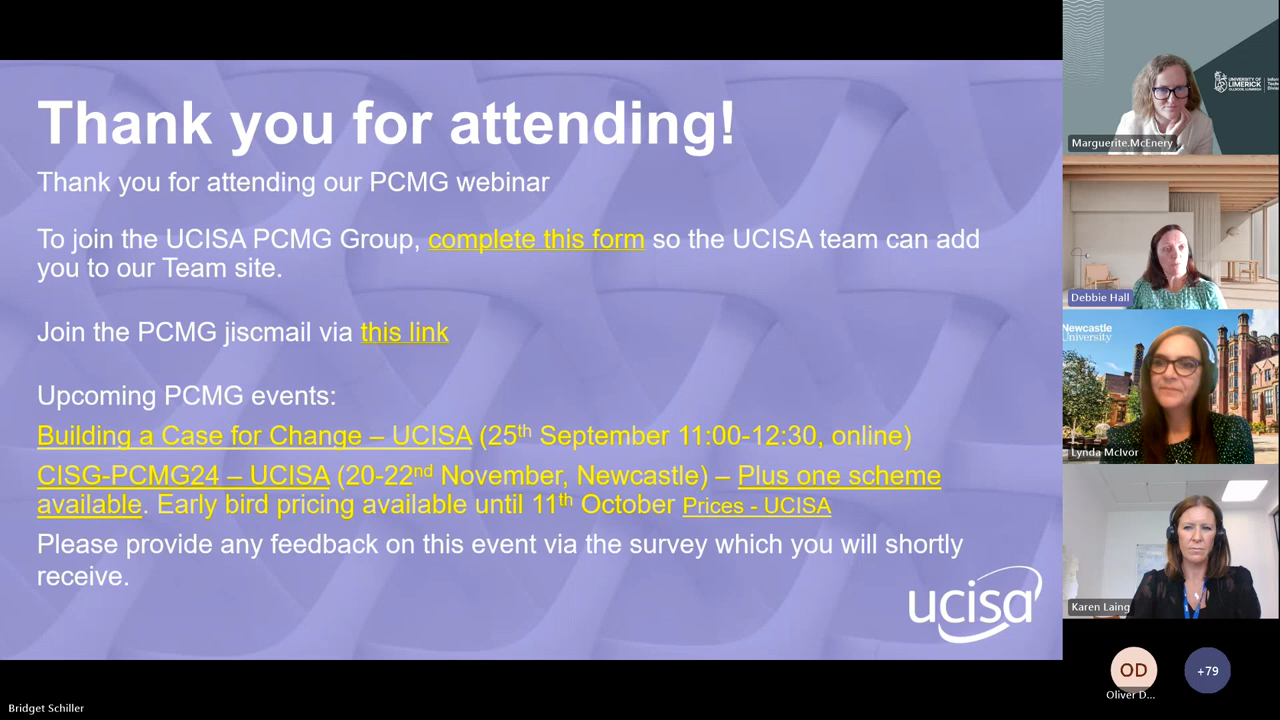 Thank you for attending!
Thank you for attending our PCMG webinar
To join the UCISA PCMG Group, complete this form so the UCISA team can add
you to our Team site.
Join the PCMG jiscmail via this link
Upcoming PCMG events:
Building a Case for Change – UCISA (25th September 11:00-12:30, online)
CISG-PCMG24 – UCISA (20-22nd November, Newcastle) – Plus one scheme
available. Early bird pricing available until 11th October Prices - UCISA
Please provide any feedback on this event via the survey which you will shortly
receive.
ucisa
Bridget Schiller
UNIVERSITY OF
LIMERICK
Marguerite.McEnery
Debbie Hall
Newcastle
University
Lynda McIvor
Karen Laing
OD
Oliver D...
+79